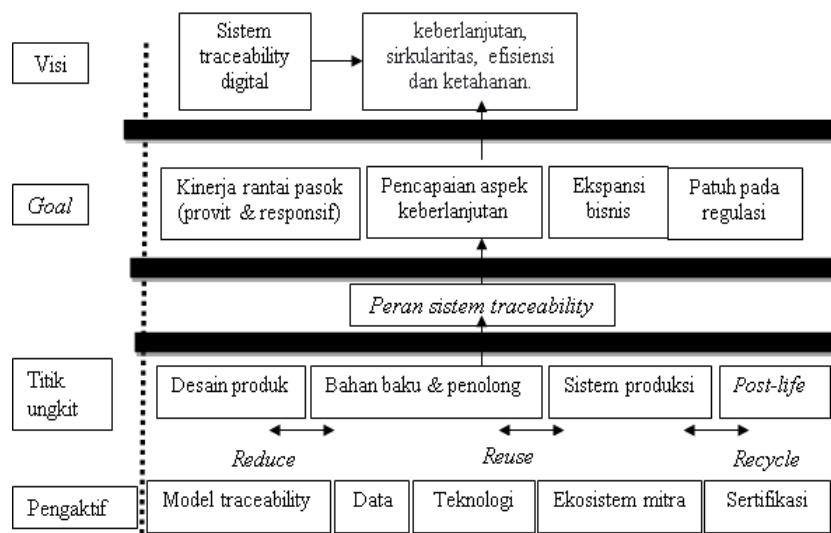 Visi
Sistem
traceability
digital
keberlanjutan,
sirkularitas, efisiensi
dan ketahanan.
Goal
Kinerja rantai pasok
(provit & responsif)
Pencapaian aspek
keberlanjutan
Ekspansi
bisnis
Patuh pada
regulasi
Peran sistem traceability
Titik
ungkit
Desain produk
Bahan baku & penolong
Sistem produksi
Post-life
Reduce
Reuse
Recycle
Pengaktif
Model traceability
Data
Teknologi
Ekosistem mitra
Sertifikasi